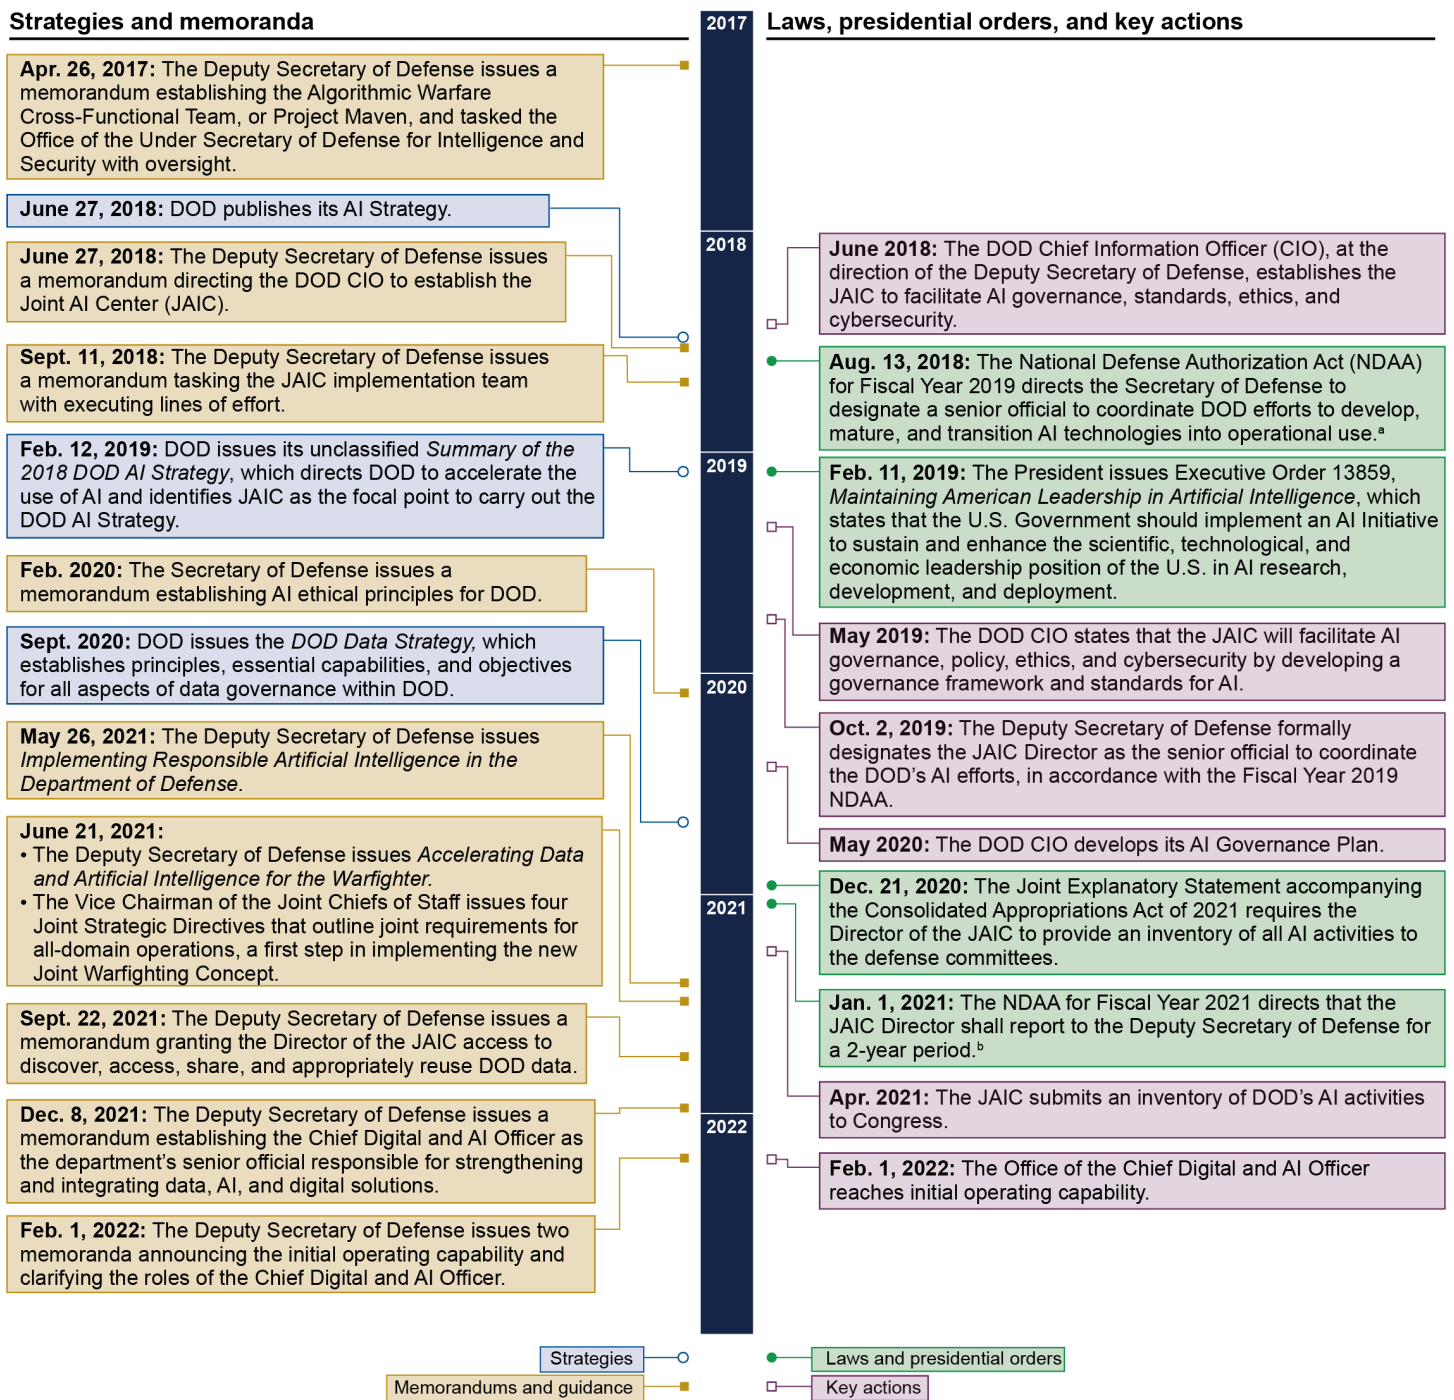 Strategies and memoranda
Apr. 26, 2017: The Deputy Secretary of Defense issues a
memorandum establishing the Algorithmic Warfare
Cross-Functional Team, or Project Maven, and tasked the
Office of the Under Secretary of Defense for Intelligence and
Security with oversight.
June 27, 2018: DOD publishes its AI Strategy.
June 27, 2018: The Deputy Secretary of Defense issues
a memorandum directing the DOD CIO to establish the
Joint AI Center (JAIC).
Sept. 11, 2018: The Deputy Secretary of Defense issues
a memorandum tasking the JAIC implementation team
with executing lines of effort.
Feb. 12, 2019: DOD issues its unclassified Summary of the
2018 DOD AI Strategy, which directs DOD to accelerate the
use of AI and identifies JAIC as the focal point to carry out the
DOD AI Strategy.
Feb. 2020: The Secretary of Defense issues a
memorandum establishing AI ethical principles for DOD.
Sept. 2020: DOD issues the DOD Data Strategy, which
establishes principles, essential capabilities, and objectives
for all aspects of data governance within DOD.
May 26, 2021: The Deputy Secretary of Defense issues
Implementing Responsible Artificial Intelligence in the
Department of Defense.
June 21, 2021:
• The Deputy Secretary of Defense issues Accelerating Data
and Artificial Intelligence for the Warfighter.
• The Vice Chairman of the Joint Chiefs of Staff issues four
Joint Strategic Directives that outline joint requirements for
all-domain operations, a first step in implementing the new
Joint Warfighting Concept.
Sept. 22, 2021: The Deputy Secretary of Defense issues a
memorandum granting the Director of the JAIC access to
discover, access, share, and appropriately reuse DOD data.
Dec. 8, 2021: The Deputy Secretary of Defense issues a
memorandum establishing the Chief Digital and AI Officer as
the department's senior official responsible for strengthening
and integrating data, AI, and digital solutions.
Feb. 1, 2022: The Deputy Secretary of Defense issues two
memoranda announcing the initial operating capability and
clarifying the roles of the Chief Digital and AI Officer.
2017
2018
2019
2020
2021
2022
Laws, presidential orders, and key actions
June 2018: The DOD Chief Information Officer (CIO), at the
direction of the Deputy Secretary of Defense, establishes the
JAIC to facilitate AI governance, standards, ethics, and
cybersecurity.
Aug. 13, 2018: The National Defense Authorization Act (NDAA)
for Fiscal Year 2019 directs the Secretary of Defense to
designate a senior official to coordinate DOD efforts to develop,
mature, and transition AI technologies into operational use.ᵃ
Feb. 11, 2019: The President issues Executive Order 13859,
Maintaining American Leadership in Artificial Intelligence, which
states that the U.S. Government should implement an AI Initiative
to sustain and enhance the scientific, technological, and
economic leadership position of the U.S. in AI research,
development, and deployment.
May 2019: The DOD CIO states that the JAIC will facilitate AI
governance, policy, ethics, and cybersecurity by developing a
governance framework and standards for AI.
Oct. 2, 2019: The Deputy Secretary of Defense formally
designates the JAIC Director as the senior official to coordinate
the DOD's AI efforts, in accordance with the Fiscal Year 2019
NDAA.
May 2020: The DOD CIO develops its AI Governance Plan.
Dec. 21, 2020: The Joint Explanatory Statement accompanying
the Consolidated Appropriations Act of 2021 requires the
Director of the JAIC to provide an inventory of all AI activities to
the defense committees.
Jan. 1, 2021: The NDAA for Fiscal Year 2021 directs that the
JAIC Director shall report to the Deputy Secretary of Defense for
a 2-year period.ᵇ
Apr. 2021: The JAIC submits an inventory of DOD's AI activities
to Congress.
Feb. 1, 2022: The Office of the Chief Digital and AI Officer
reaches initial operating capability.
Strategies
Memorandums and guidance
Laws and presidential orders
Key actions